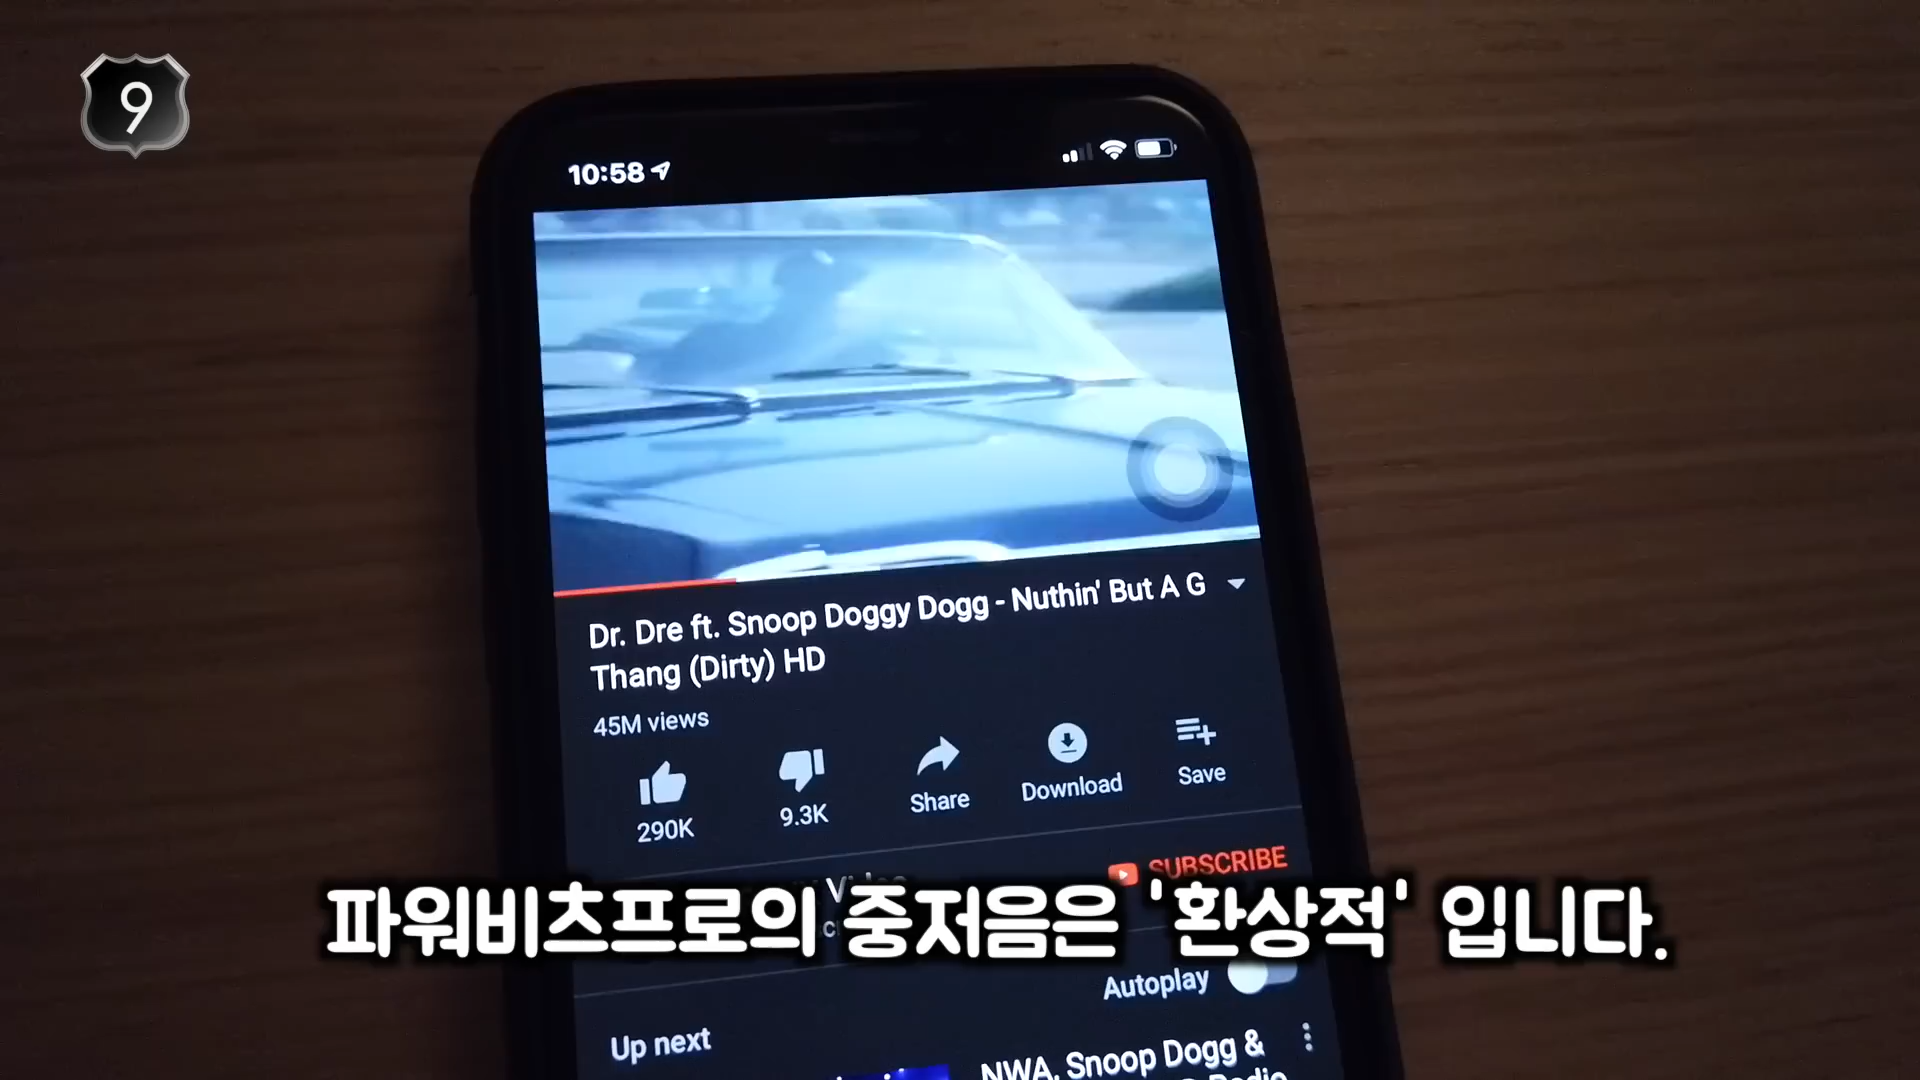 9
10:58
Dr. Dre ft. Snoop Doggy Dogg - Nuthin' But A G
Thang (Dirty) HD
45M views
290K
9.3K
Share
Download
Save
SUBSCRIBE
파워비츠프로의 중저음은 '환상적' 입니다.
Autoplay
Up next
NWA, Snoop Dogg &